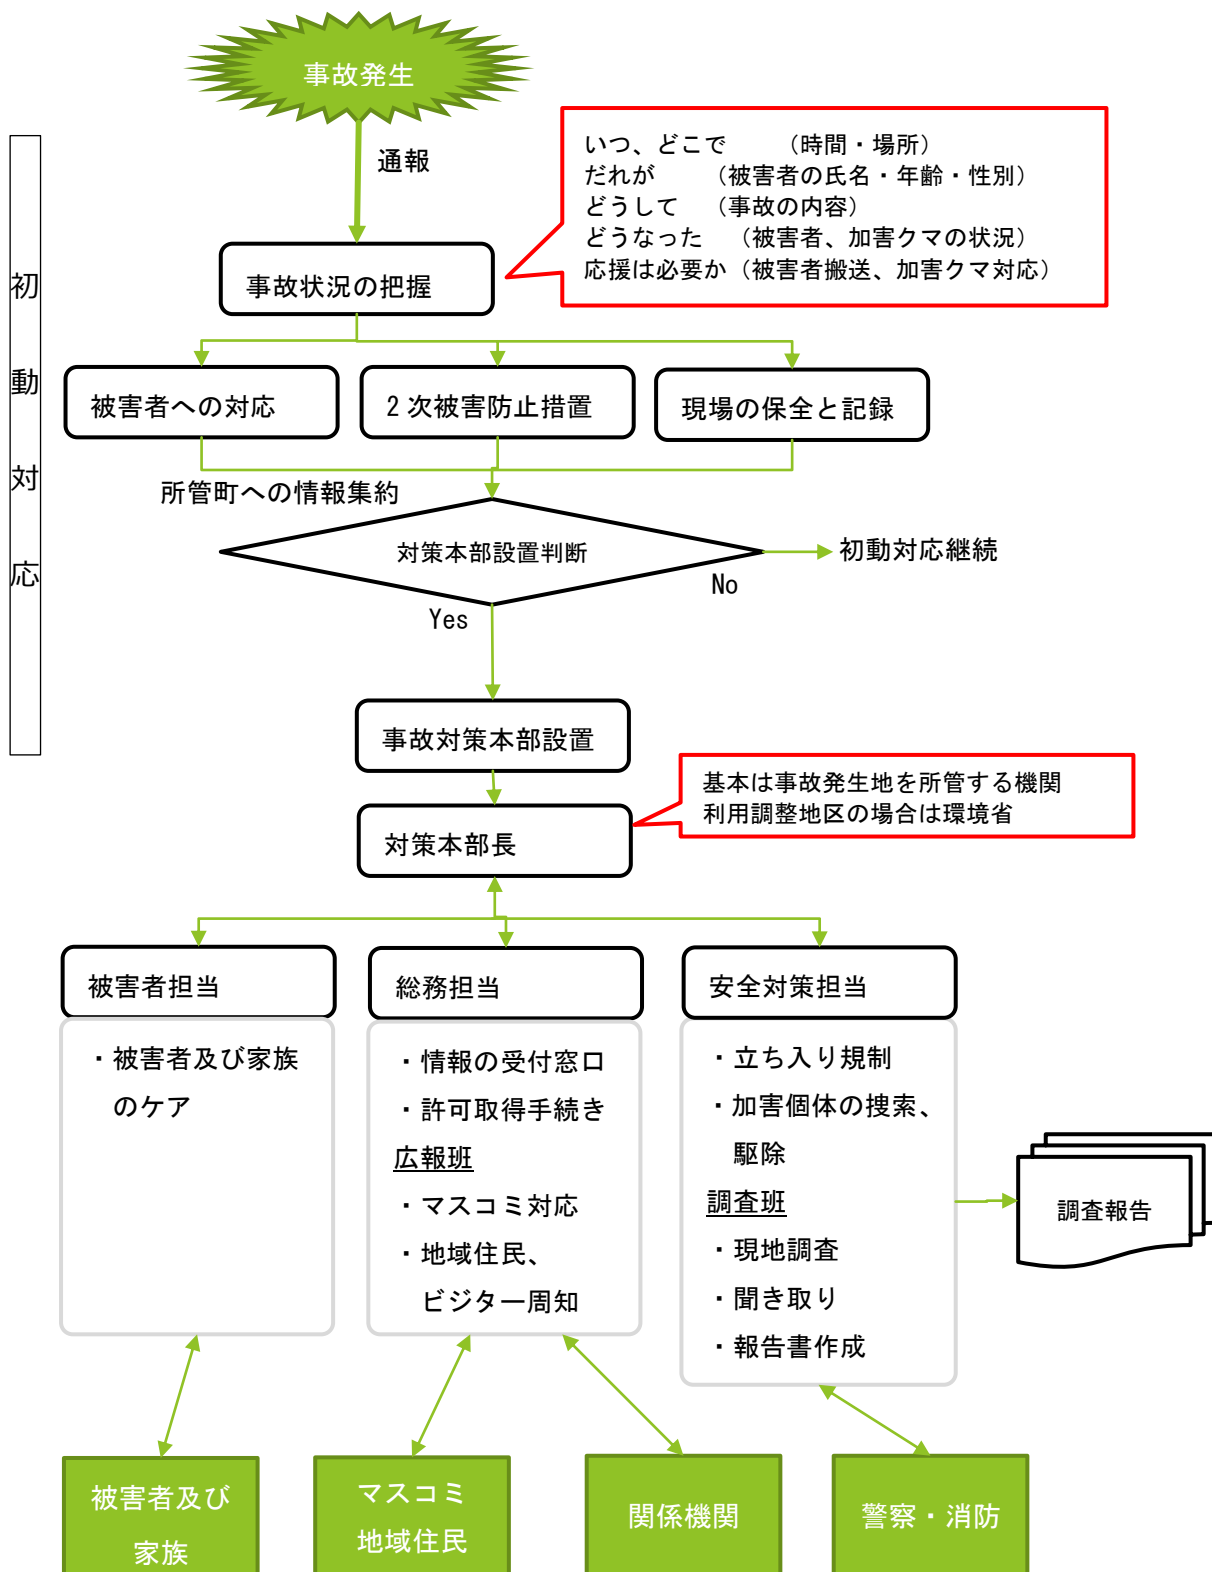 事故発生
通報
いつ、どこで　　（時間・場所）
だれが　　（被害者の氏名・年齢・性別）
どうして　（事故の内容）
どうなった　（被害者、加害クマの状況）
応援は必要か（被害者搬送、加害クマ対応）
初動対応
事故状況の把握
被害者への対応
2次被害防止措置
現場の保全と記録
所管町への情報集約
対策本部設置判断
初動対応継続
No
Yes
事故対策本部設置
基本は事故発生地を所管する機関
利用調整地区の場合は環境省
対策本部長
被害者担当
・被害者及び家族
のケア
総務担当
・情報の受付窓口
・許可取得手続き
広報班
・マスコミ対応
・地域住民、
ビジター周知
安全対策担当
・立ち入り規制
・加害個体の捜索、
駆除
調査班
・現地調査
・聞き取り
・報告書作成
調査報告
被害者及び
家族
マスコミ
地域住民
関係機関
警察・消防